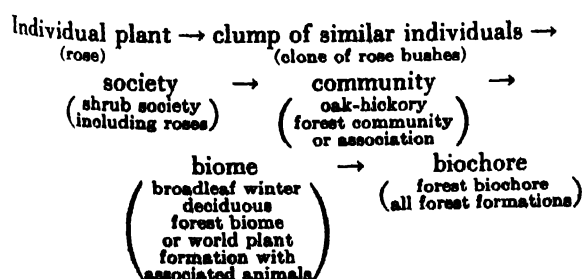 Individual plant → clump of similar individuals →
(rose) (clone of rose bushes)
society → community →
(shrub society including roses) (oak-hickory forest community or association)
biome → biochore
(broadleaf winter deciduous forest biome or world plant formation with associated animals) (forest biochore all forest formations)